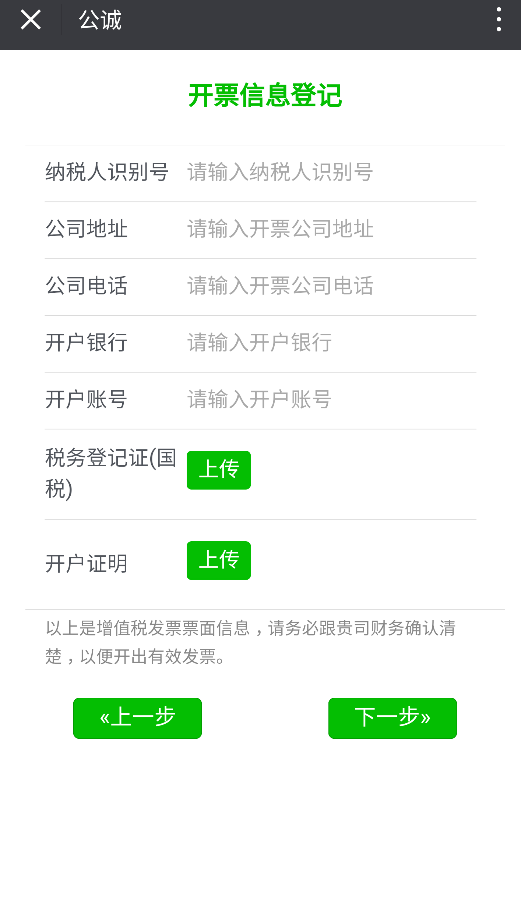 公诚
开票信息登记
纳税人识别号 请输入纳税人识别号
公司地址 请输入开票公司地址
公司电话 请输入开票公司电话
开户银行 请输入开户银行
开户账号 请输入开户账号
税务登记证(国
税)
上传
开户证明 上传
以上是增值税发票票面信息，请务必跟贵司财务确认清
楚，以便开出有效发票。
«上一步 下一步»